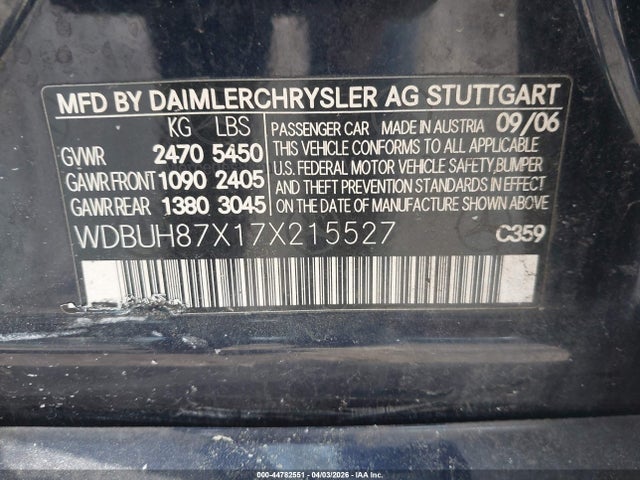 MFD BY DAIMLERCHRYSLER AG STUTTGART
KG LBS
GVWR 2470 5450
GAWR FRONT 1090 2405
GAWR REAR 1380 3045
PASSENGER CAR MADE IN AUSTRIA 09/06
THIS VEHICLE CONFORMS TO ALL APPLICABLE
U.S. FEDERAL MOTOR VEHICLE SAFETY, BUMPER
AND THEFT PREVENTION STANDARDS IN EFFECT
ON THE DATE OF MANUFACTURE SHOWN ABOVE
WDBUH87X17X215527 C359
000-44782551 - 04/03/2026 - IAAI.COM